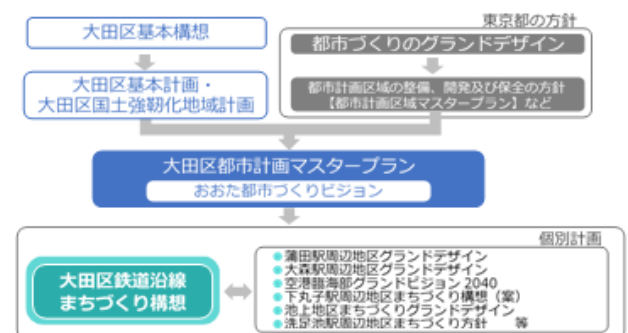 大田区基本構想
東京都の方針
都市づくりのグランドデザイン
大田区基本計画・
大田区国土強靭化地域計画
都市計画区域の整備、開発及び保全の方針
【都市計画区域マスタープラン】など
大田区都市計画マスタープラン
おおた都市づくりビジョン
個別計画
大田区鉄道沿線
まちづくり構想
蒲田駅周辺地区グランドデザイン
大森駅周辺地区グランドデザイン
空港臨海部グランドビジョン 2040
下丸子駅周辺地区まちづくり構想(案)
池上地区まちづくりグランドデザイン
洗足池駅周辺地区まちづくり方針 等